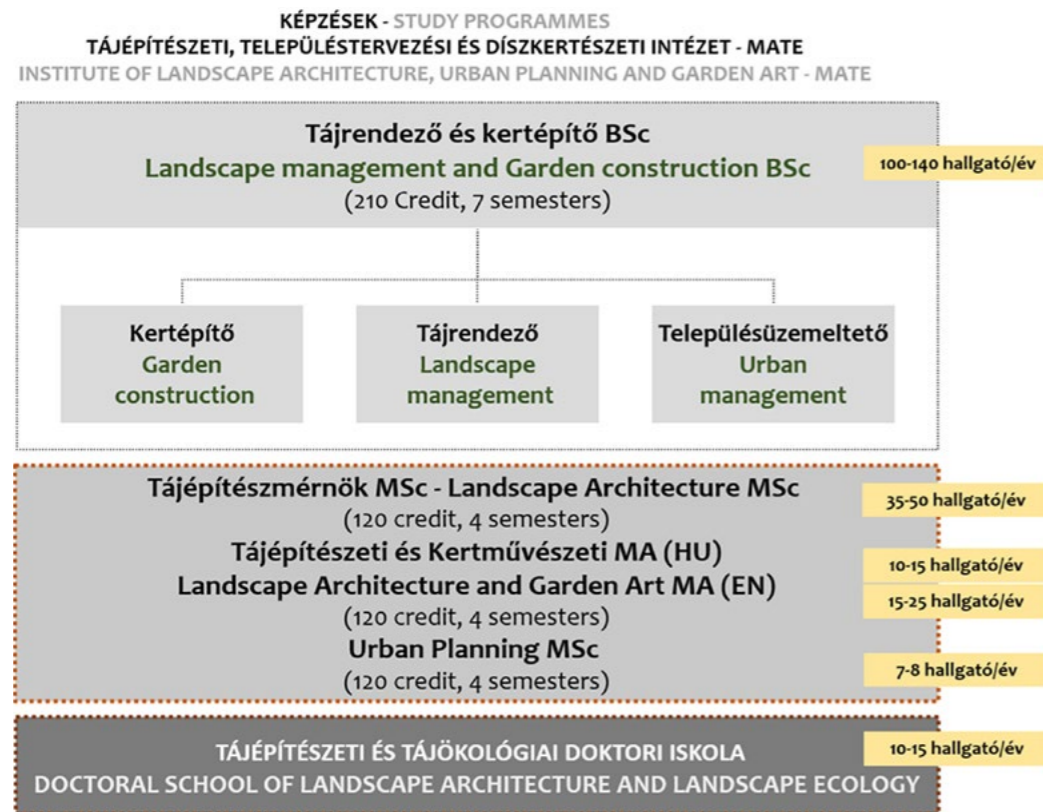 KÉPZÉSEK - STUDY PROGRAMMES
TÁJÉPÍTÉSZETI, TELEPÜLÉSTERVEZÉSI ÉS DÍSZKERTÉSZETI INTÉZET - MATE
INSTITUTE OF LANDSCAPE ARCHITECTURE, URBAN PLANNING AND GARDEN ART - MATE
Tájrendező és kertépítő BSc
Landscape management and Garden construction BSc
(210 Credit, 7 semesters)
100-140 hallgató/év
Kertépítő
Garden
construction
Tájrendező
Landscape
management
Településüzemeltető
Urban
management
Tájépítészmérnök MSc - Landscape Architecture MSc
(120 credit, 4 semesters)
35-50 hallgató/év
Tájépítészeti és Kertművészeti MA (HU)
10-15 hallgató/év
Landscape Architecture and Garden Art MA (EN)
15-25 hallgató/év
(120 credit, 4 semesters)
Urban Planning MSc
(120 credit, 4 semesters)
7-8 hallgató/év
TÁJÉPÍTÉSZETI ÉS TÁJÖKOLÓGIAI DOKTORI ISKOLA
10-15 hallgató/év
DOCTORAL SCHOOL OF LANDSCAPE ARCHITECTURE AND LANDSCAPE ECOLOGY